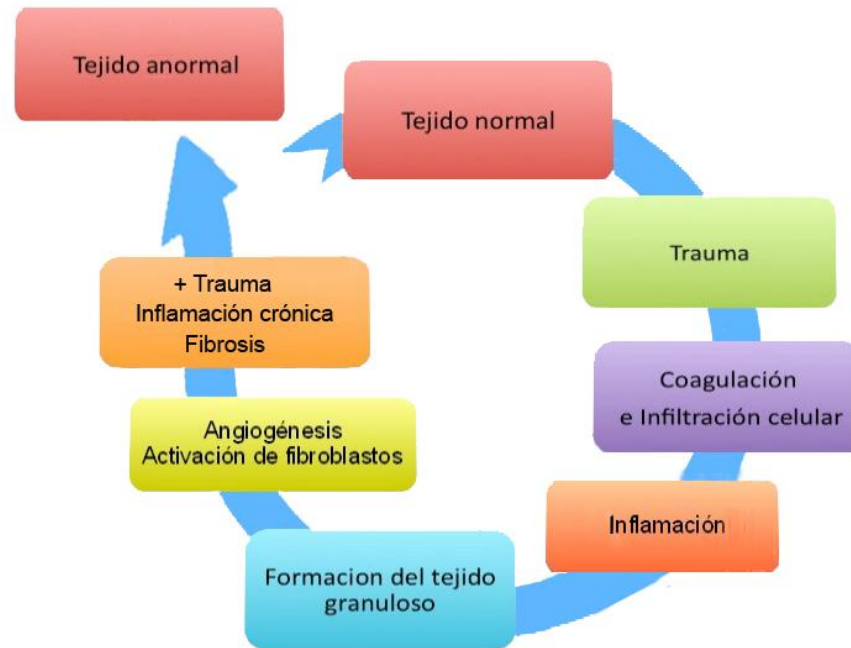 Tejido anormal
Tejido normal
Trauma
Coagulación
e Infiltración celular
Inflamación
Formacion del tejido
granuloso
Angiogénesis
Activación de fibroblastos
+ Trauma
Inflamación crónica
Fibrosis